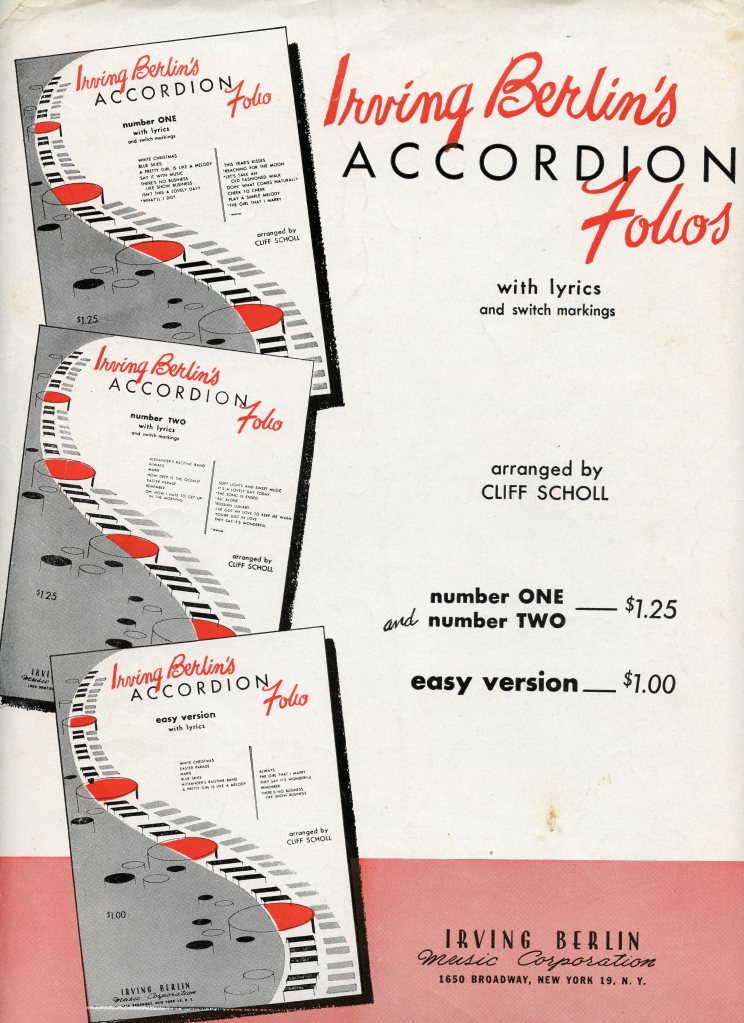 Irving Berlin's
ACCORDION
Folio
number ONE
with lyrics
and switch markings
WHITE CHRISTMAS
BLUE SKIES
A PRETTY GIRL IS LIKE A MELODY
SAY IT WITH MUSIC
THERE'S NO BUSINESS
LIKE SHOW BUSINESS
ISN'T THIS A LOVELY DAY?
*WHAT'LL I DO?
THIS YEAR'S KISSES
*REACHING FOR THE MOON
*LET'S TAKE AN
OLD FASHIONED WALK
DOIN' WHAT COMES NATURALLY
CHEEK TO CHEEK
PLAY A SIMPLE MELODY
*THE GIRL THAT I MARRY
arranged by
CLIFF SCHOLL
$1.25
Irving Berlin's
ACCORDION
Folio
number TWO
with lyrics
and switch markings
ALEXANDER'S RAGTIME BAND
ALWAYS
MARIE
HOW DEEP IS THE OCEAN?
EASTER PARADE
REMEMBER
OH! HOW I HATE TO GET UP
IN THE MORNING
SOFT LIGHTS AND SWEET MUSIC
IT'S A LOVELY DAY TODAY
*THE SONG IS ENDED
*ALL ALONE
*RUSSIAN LULLABY
I'VE GOT MY LOVE TO KEEP ME WARM
YOU'RE JUST IN LOVE
THEY SAY IT'S WONDERFUL
arranged by
CLIFF SCHOLL
$1.25
IRV
Music
Irving Berlin's
ACCORDION
Folio
easy version
with lyrics
WHITE CHRISTMAS
EASTER PARADE
MARIE
BLUE SKIES
ALEXANDER'S RAGTIME BAND
A PRETTY GIRL IS LIKE A MELODY
ALWAYS
THE GIRL THAT I MARRY
THEY SAY IT'S WONDERFUL
REMEMBER
THERE'S NO BUSINESS
LIKE SHOW BUSINESS
arranged by
CLIFF SCHOLL
$1.00
IRVING BERLIN
Music Corporation
BROADWAY, NEW YORK 19, N. Y.
Irving Berlin's
ACCORDION
Folios
with lyrics
and switch markings
arranged by
CLIFF SCHOLL
number ONE
and number TWO — $1.25
easy version — $1.00
IRVING BERLIN
Music Corporation
1650 BROADWAY, NEW YORK 19, N. Y.